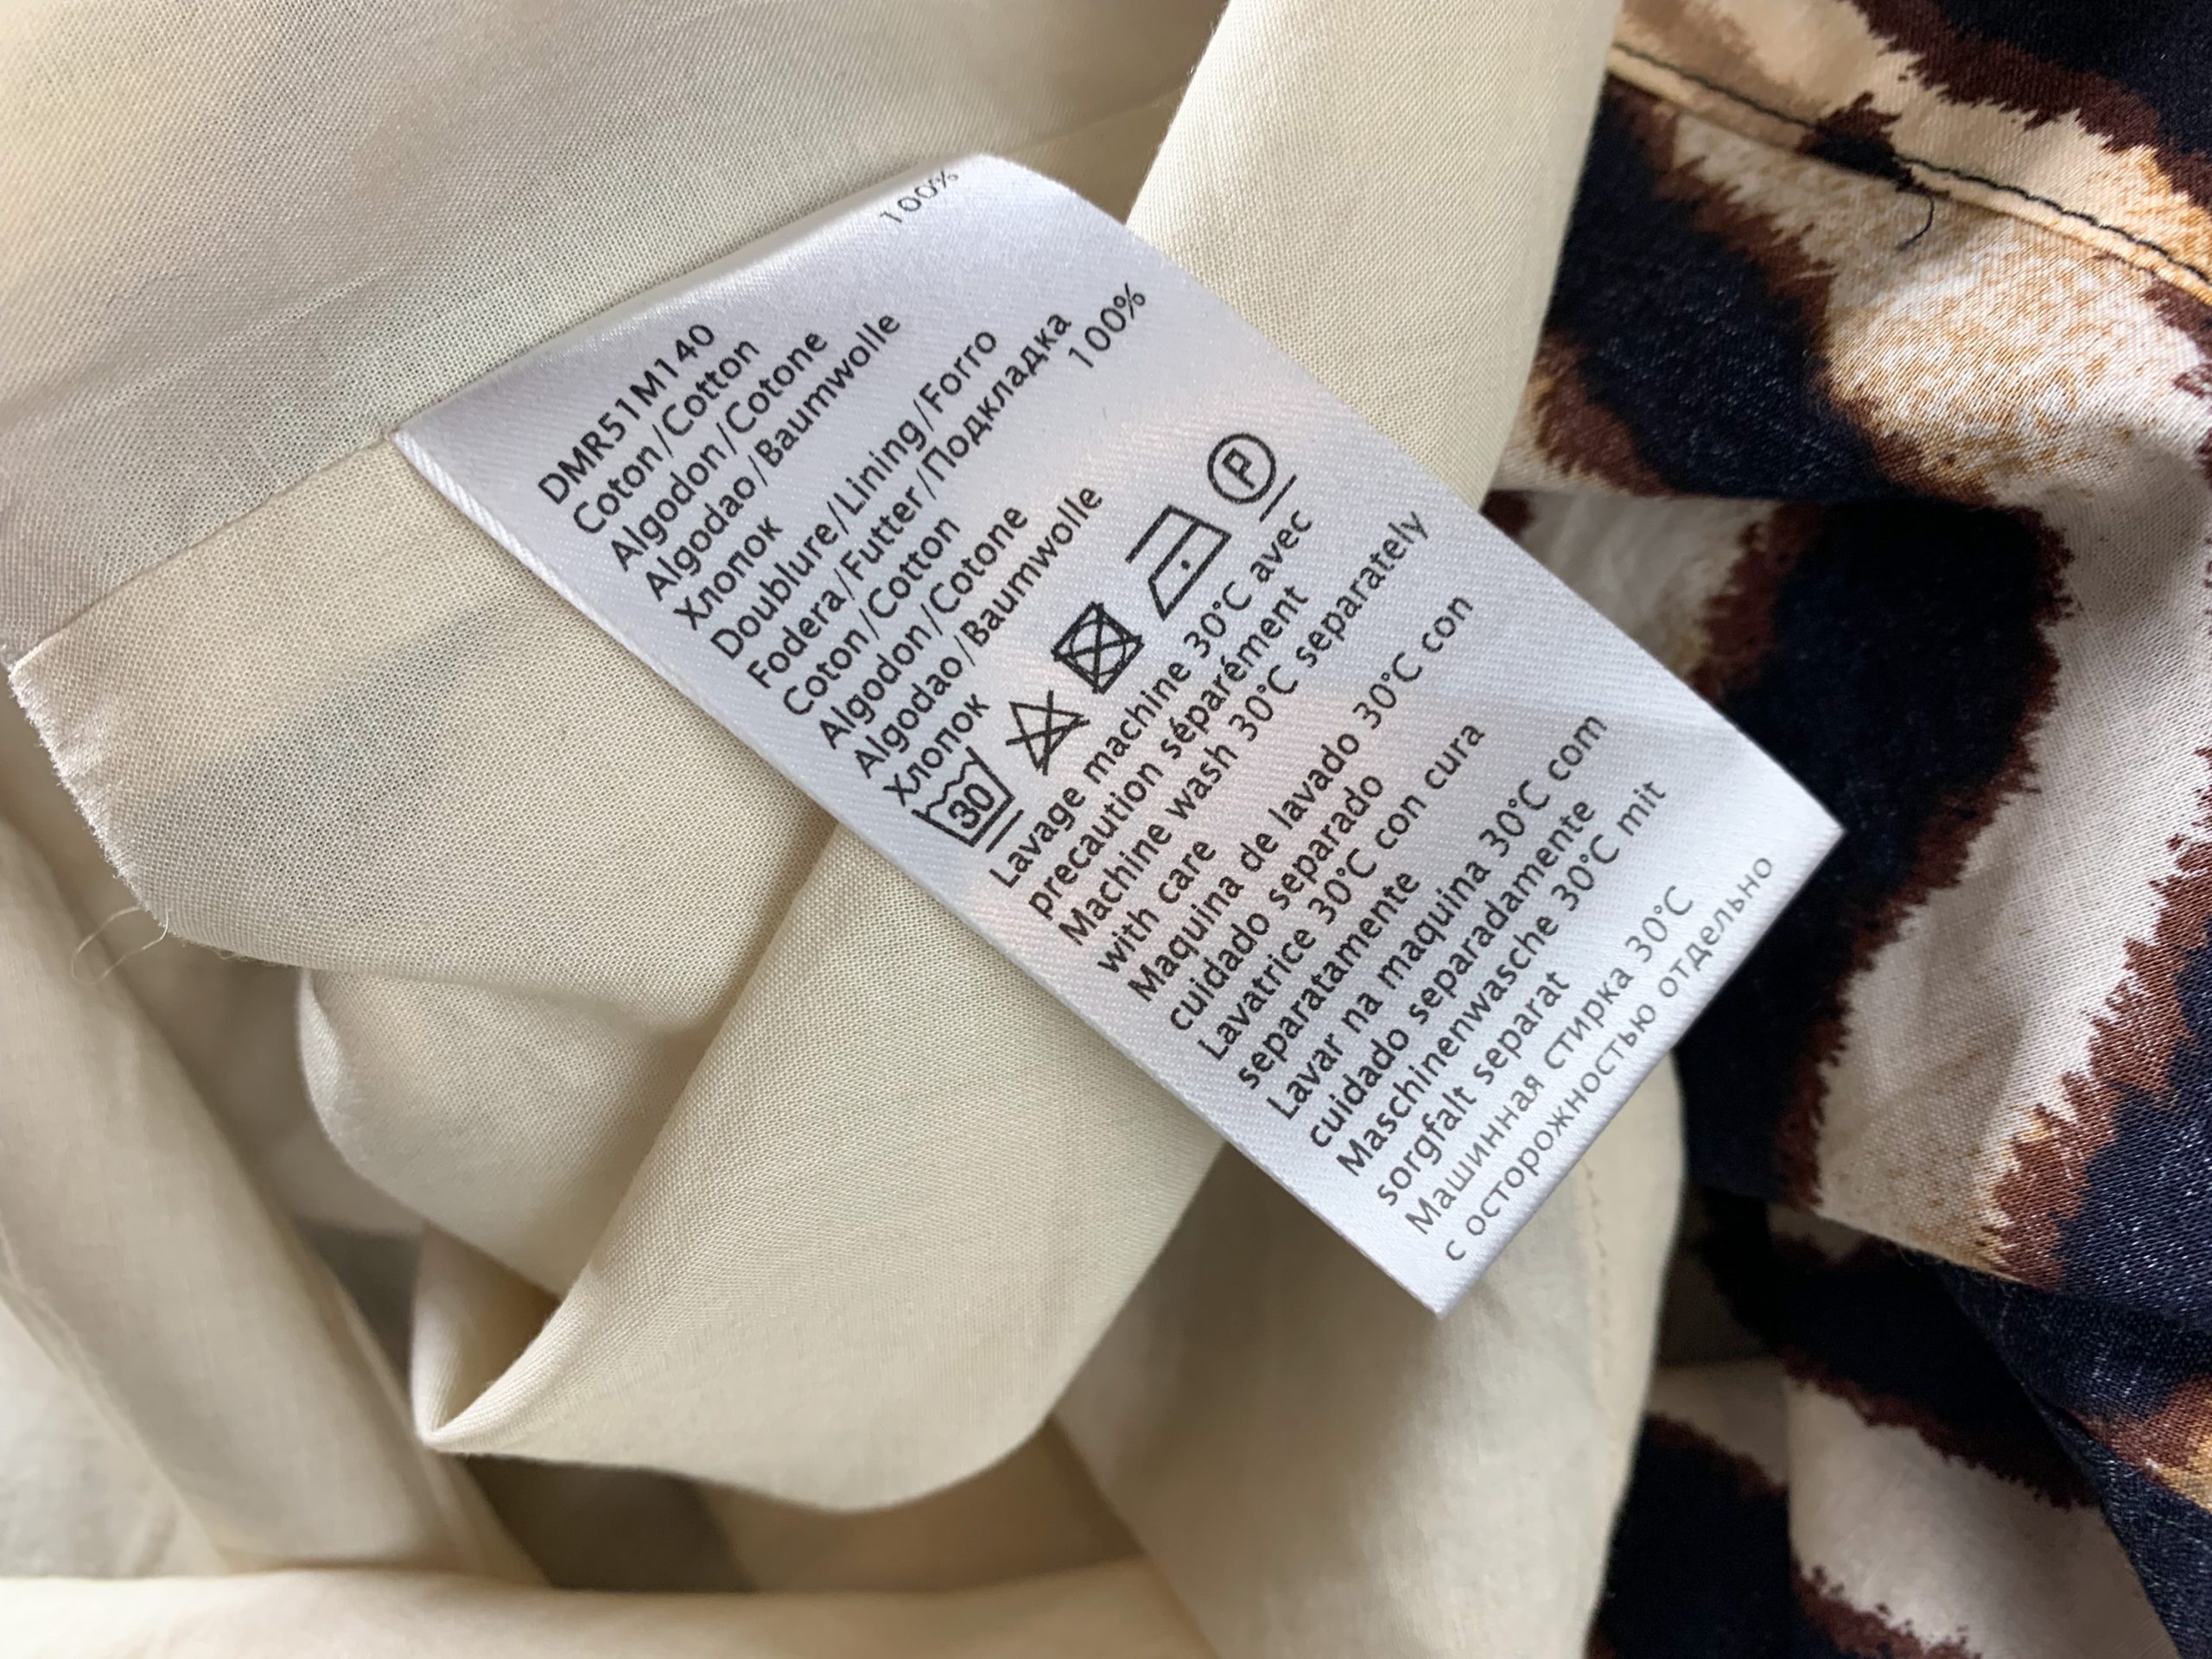 DMR51M140
Coton/Cotton 100%
Algodon/Cotone
Algodao/Baumwolle
Хлопок
Doublure/Lining/Forro
Fodera/Futter/Подкладка
Coton/Cotton 100%
Algodon/Cotone
Algodao/Baumwolle
Хлопок
30 P
Lavage machine 30°C avec
precaution séparément
Machine wash 30°C separately
with care
Maquina de lavado 30°C con
cuidado separado
Lavatrice 30°C con cura
separatamente
Lavar na maquina 30°C com
cuidado separadamente
Maschinenwasche 30°C mit
sorgfalt separat
Машинная стирка 30°C
с осторожностью отдельно